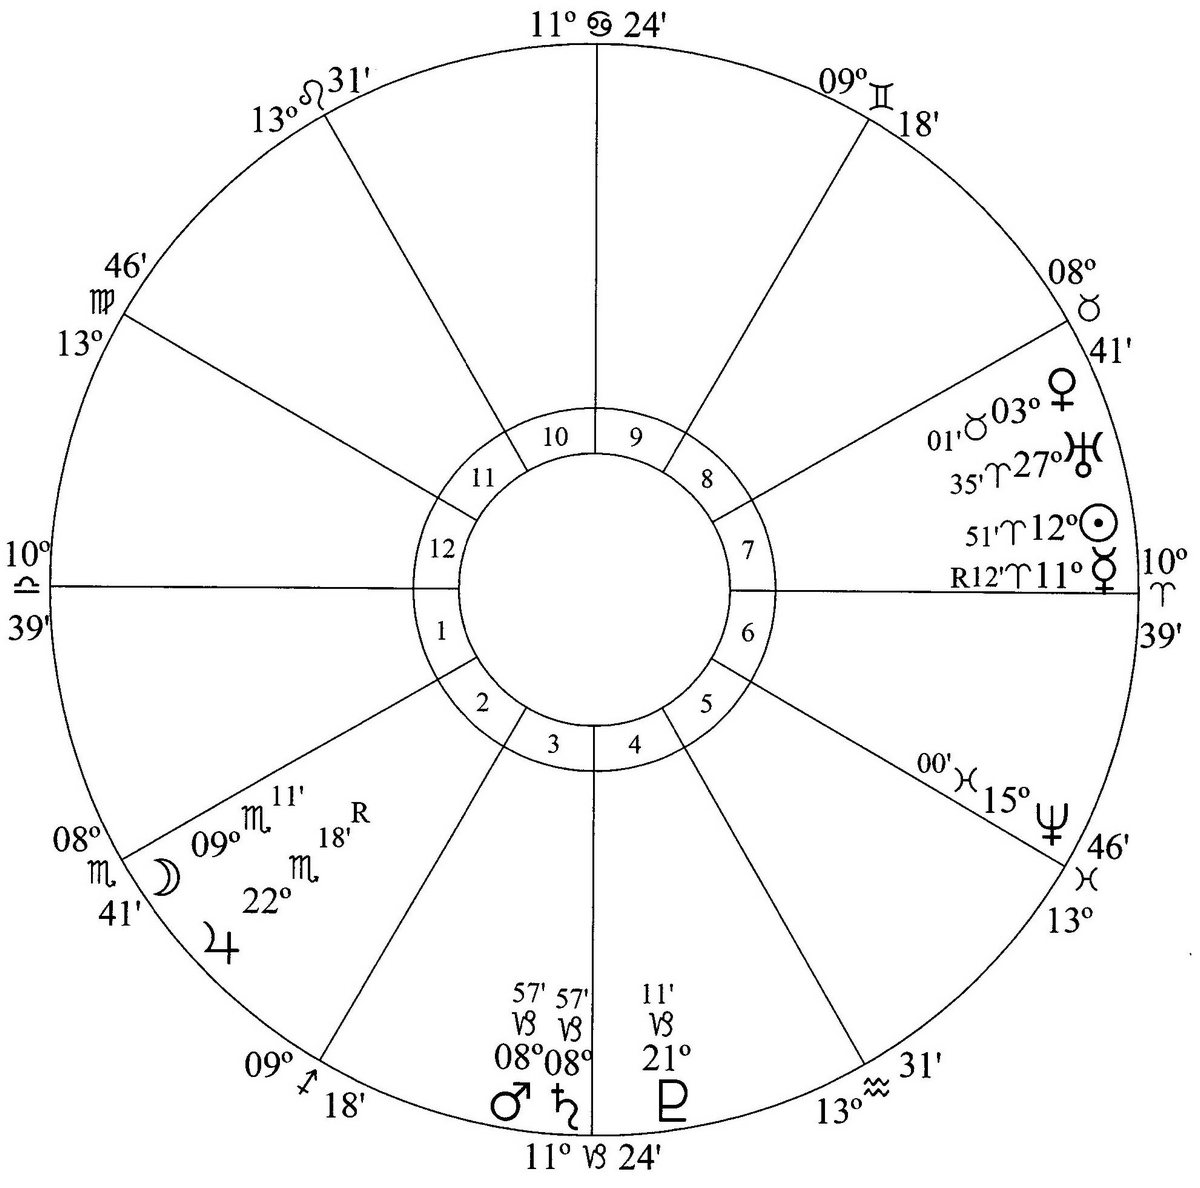 11° ♋ 24'
09° ♊ 18'
08° ♉ 41'
10° ♈ 39'
46' ♓ 13°
31' ♒ 13°
11° ♑ 24'
09° ♐ 18'
08° ♏ 41'
10° ♎ 39'
46' ♍ 13°
13° ♌ 31'
01' ♉ 03° ♀
35' ♈ 27° ♅
51' ♈ 12° ☉
R 12' ♈ 11° ☿
00' ♓ 15° ♆
11' ♑ 21° ♇
57' ♑ 08° ♄
57' ♑ 08° ♂
♃ 22° ♏ 18' R
☽ 09° ♏ 11'
10
9
8
7
6
5
4
3
2
1
12
11